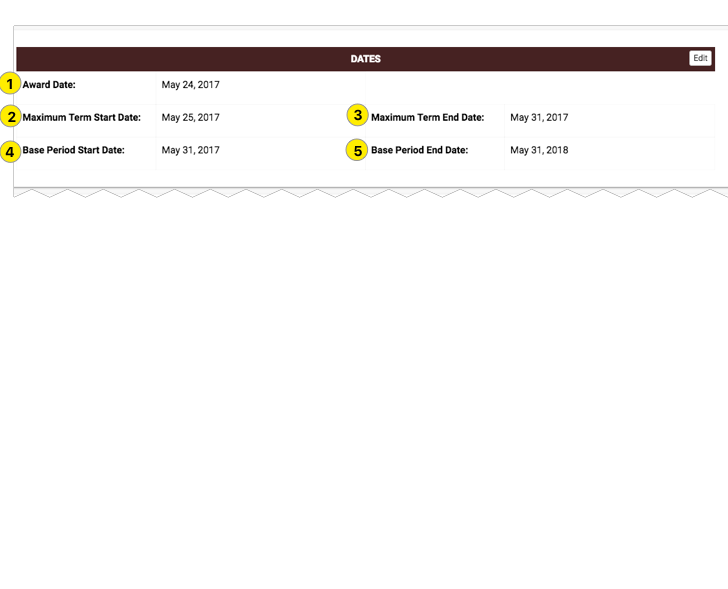 DATES Edit
1 Award Date: May 24, 2017
2 Maximum Term Start Date: May 25, 2017 3 Maximum Term End Date: May 31, 2017
4 Base Period Start Date: May 31, 2017 5 Base Period End Date: May 31, 2018